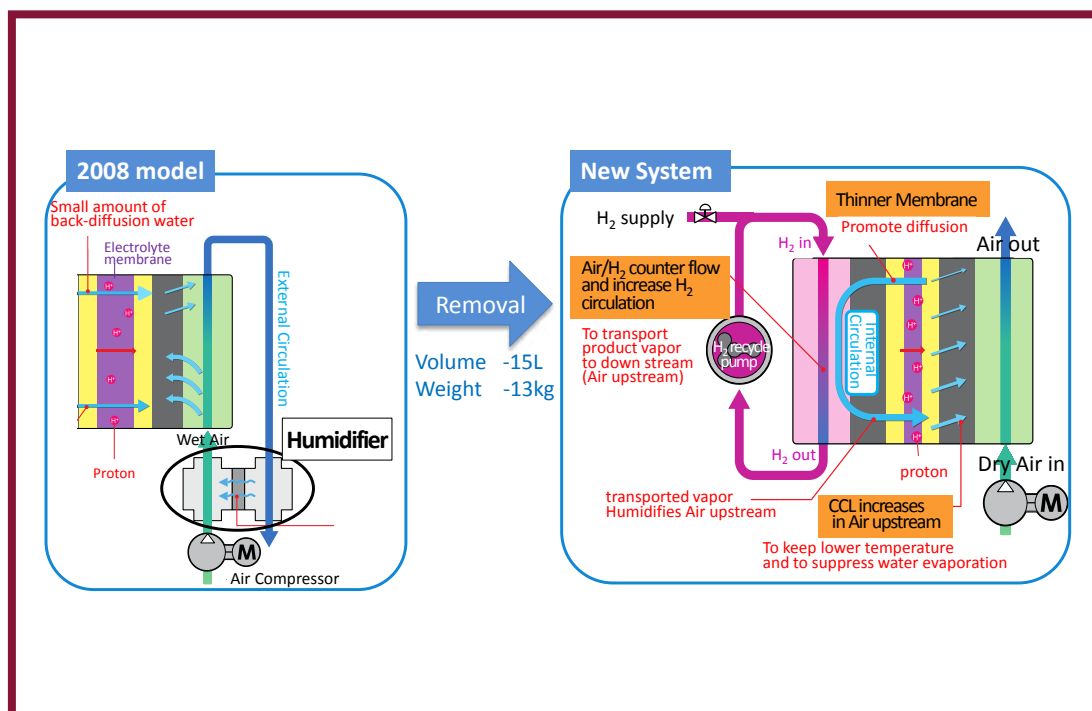 2008 model
Small amount of
back-diffusion water
Electrolyte
membrane
H+
H+
H+
H+
H+
External Circulation
Wet Air
Proton
Humidifier
M
Air Compressor
Removal
Volume -15L
Weight -13kg
New System
H2 supply
Thinner Membrane
Promote diffusion
H2 in
Air out
Air/H2 counter flow
and increase H2
circulation
To transport
product vapor
to down stream
(Air upstream)
H2 recycle
pump
Internal
Circulation
H+
H+
H+
H+
H+
H+
H2 out
proton
Dry Air in
transported vapor
Humidifies Air upstream
CCL increases
in Air upstream
M
To keep lower temperature
and to suppress water evaporation